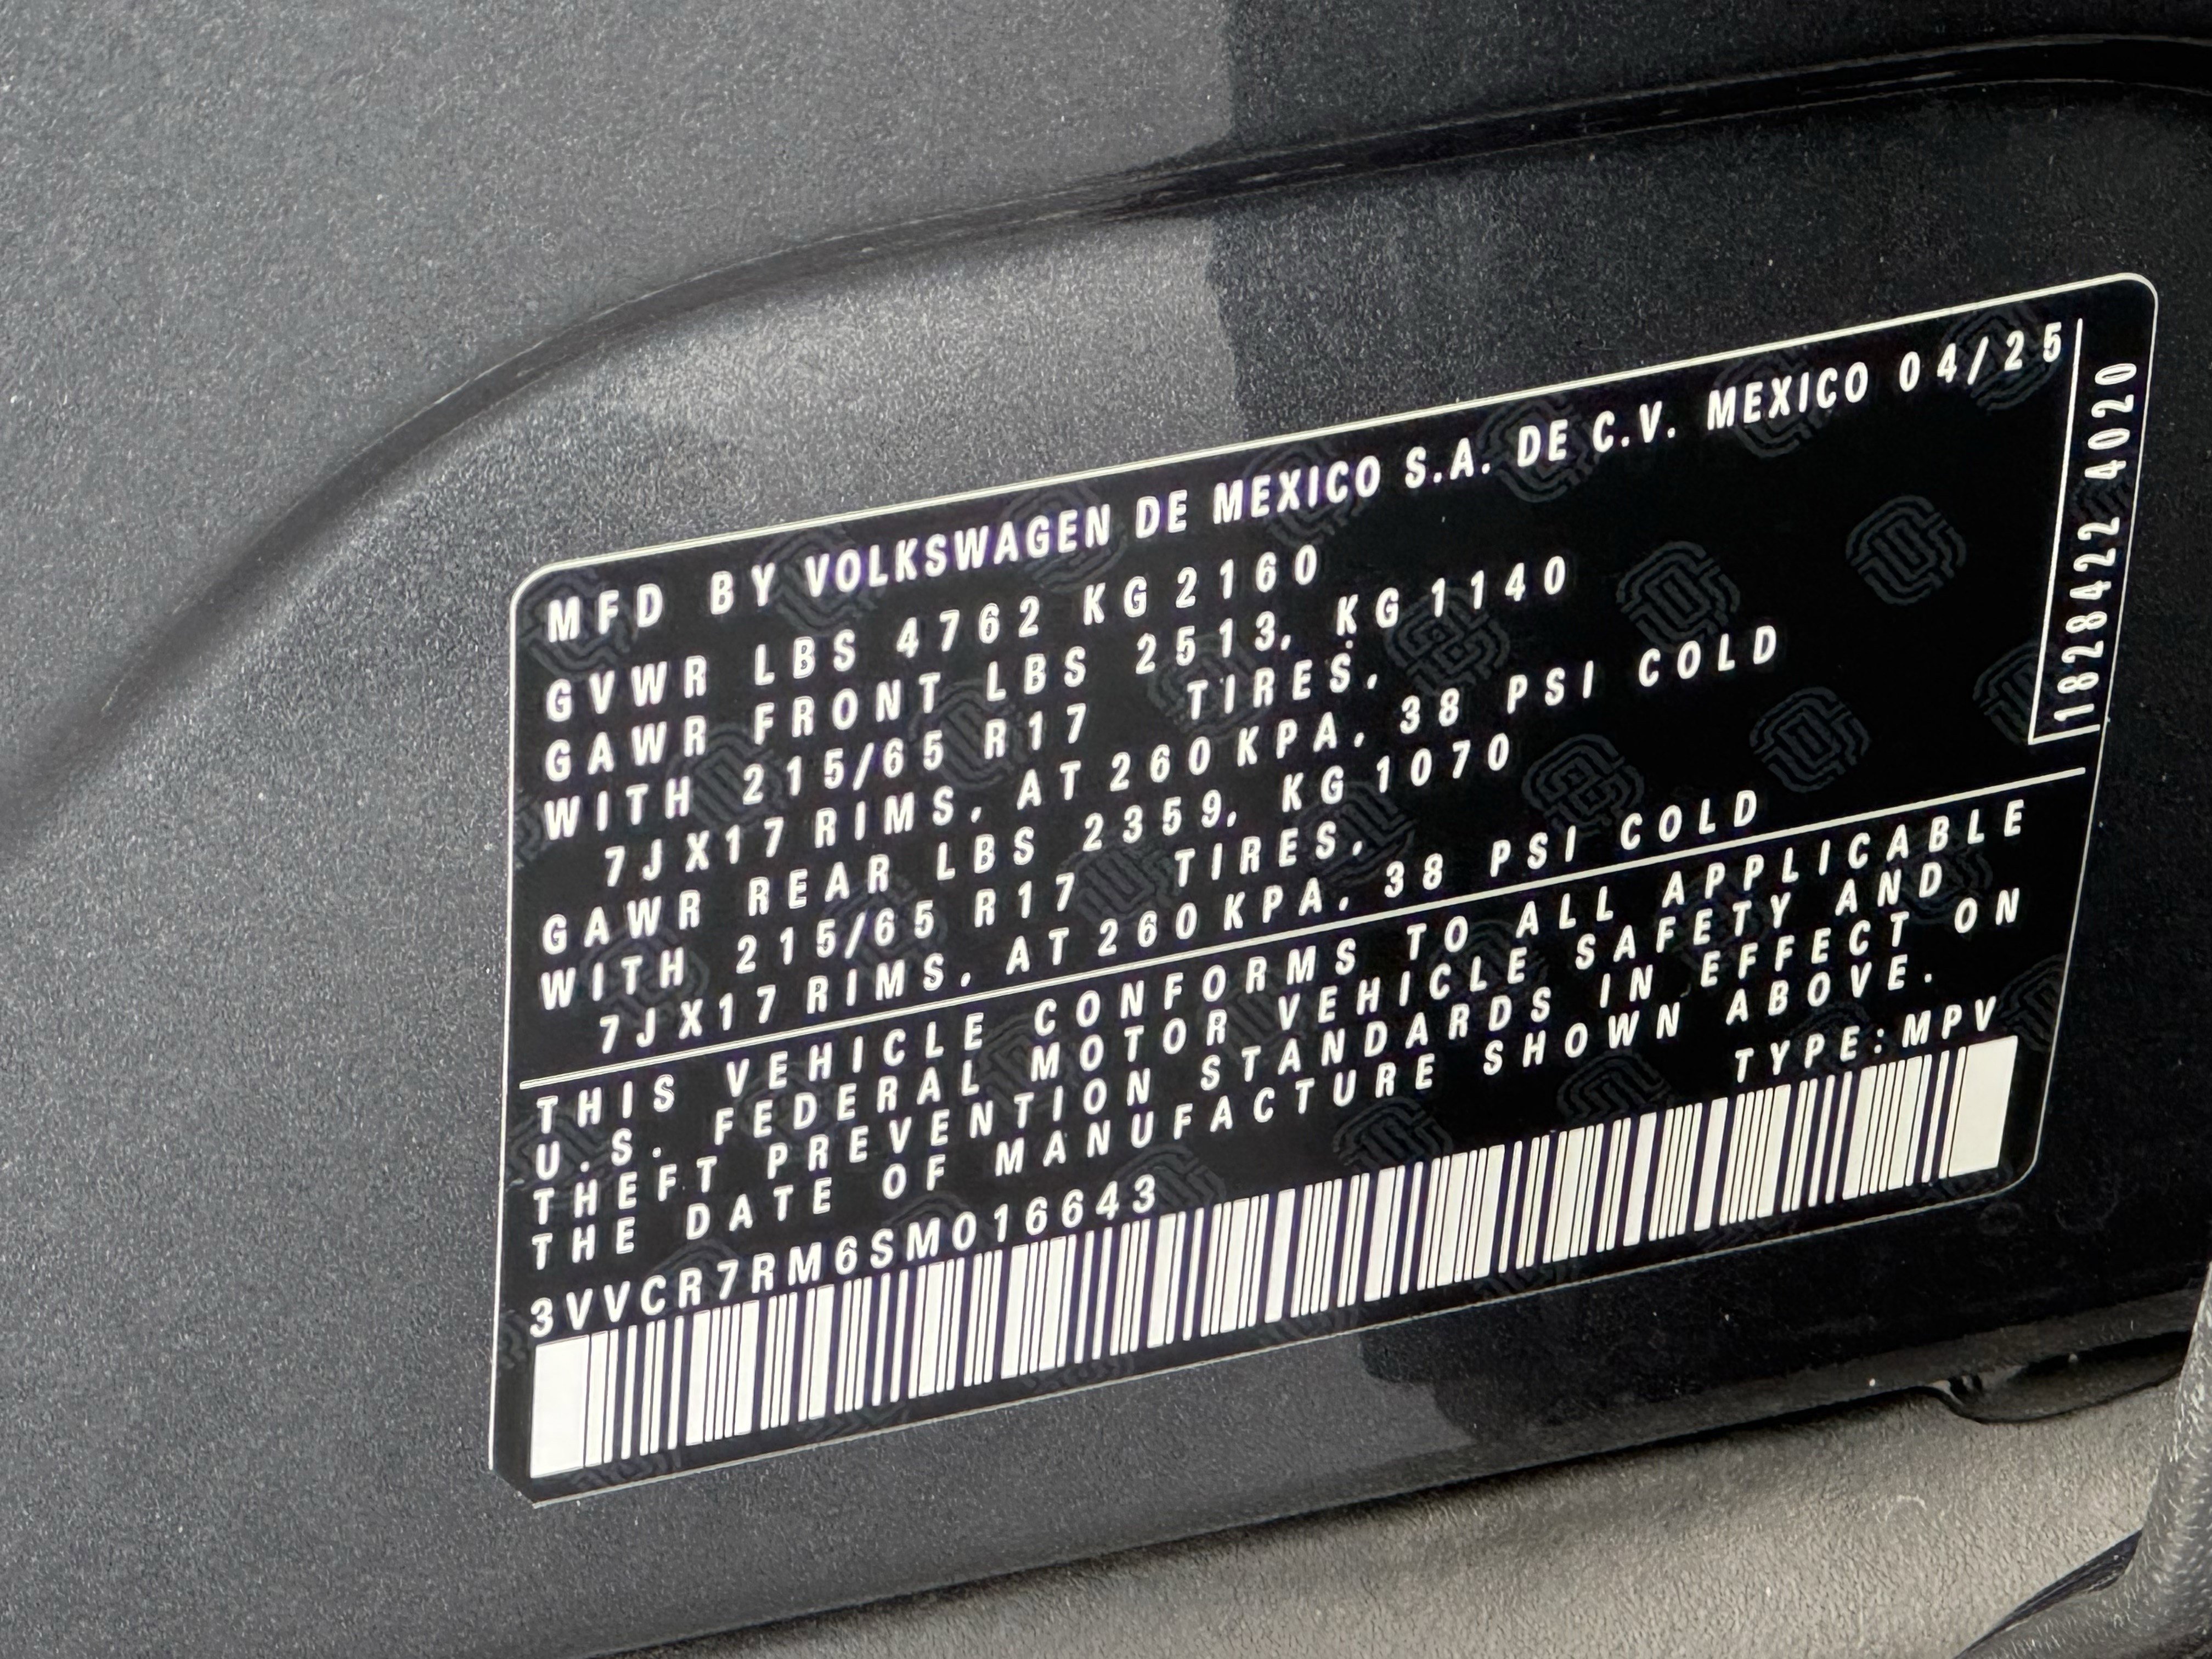 MFD BY VOLKSWAGEN DE MEXICO S.A. DE C.V. MEXICO 04/25
GVWR LBS 4762 KG 2160
GAWR FRONT LBS 2513, KG 1140
WITH 215/65 R17 TIRES,
7JX17 RIMS, AT 260 KPA, 38 PSI COLD
GAWR REAR LBS 2359, KG 1070
WITH 215/65 R17 TIRES,
7JX17 RIMS, AT 260 KPA, 38 PSI COLD
1828422 4020
THIS VEHICLE CONFORMS TO ALL APPLICABLE
U.S. FEDERAL MOTOR VEHICLE SAFETY AND
THEFT PREVENTION STANDARDS IN EFFECT ON
THE DATE OF MANUFACTURE SHOWN ABOVE.
TYPE:MPV
3VVCR7RM6SM016643